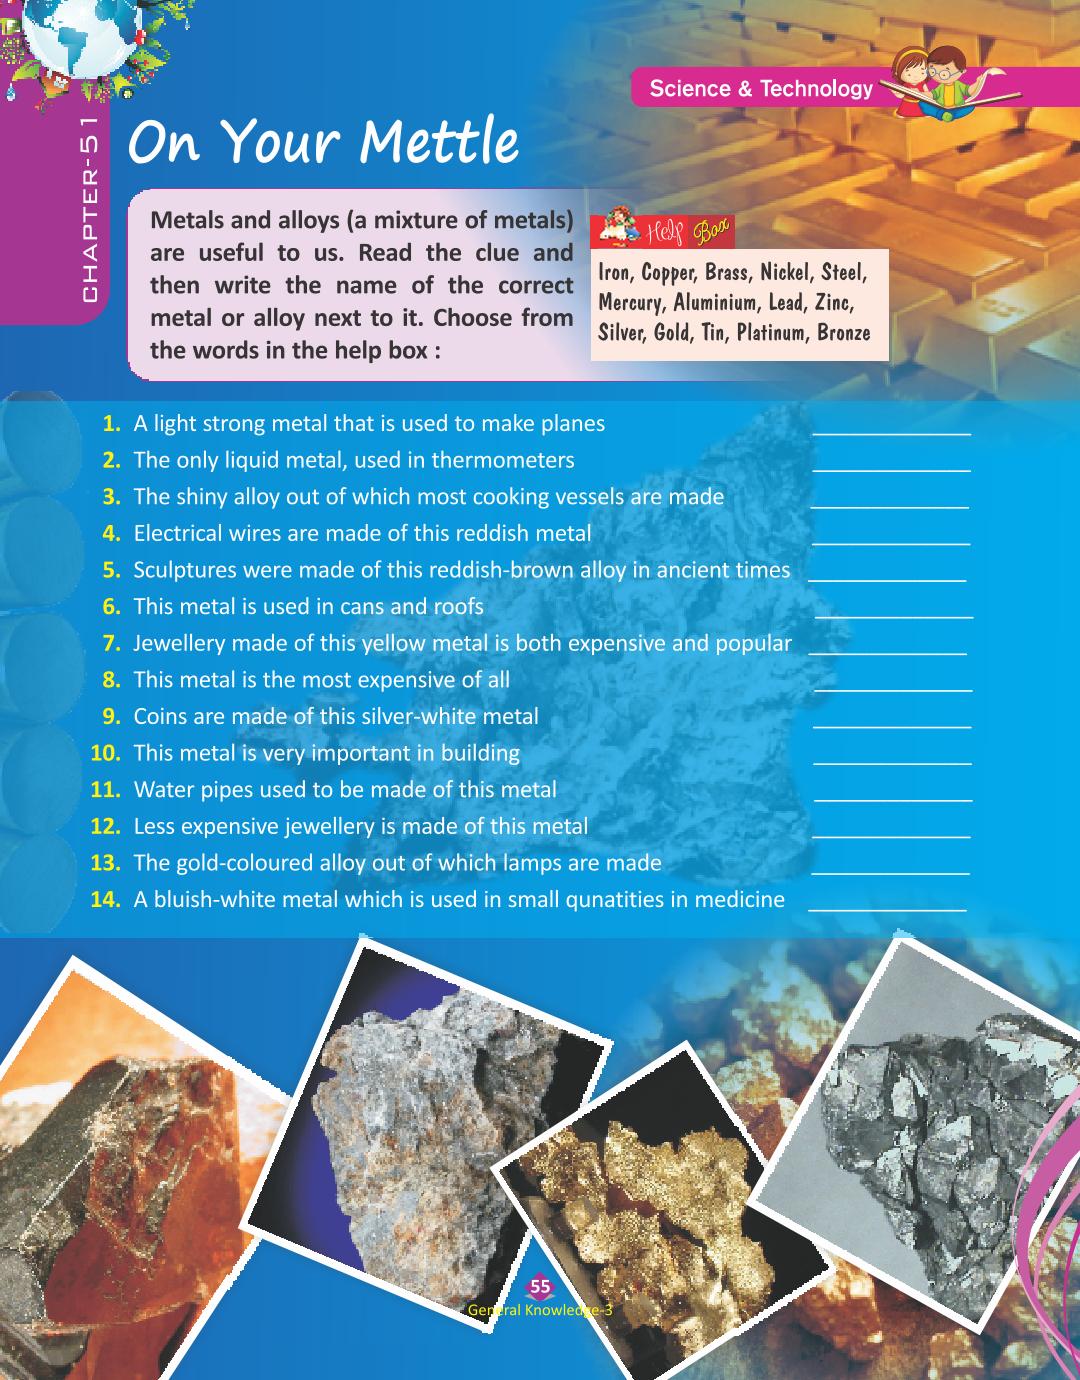 Science & Technology
CHAPTER-51
On Your Mettle
Metals and alloys (a mixture of metals)
are useful to us. Read the clue and
then write the name of the correct
metal or alloy next to it. Choose from
the words in the help box :
Help Box
Iron, Copper, Brass, Nickel, Steel,
Mercury, Aluminium, Lead, Zinc,
Silver, Gold, Tin, Platinum, Bronze
1. A light strong metal that is used to make planes
2. The only liquid metal, used in thermometers
3. The shiny alloy out of which most cooking vessels are made
4. Electrical wires are made of this reddish metal
5. Sculptures were made of this reddish-brown alloy in ancient times
6. This metal is used in cans and roofs
7. Jewellery made of this yellow metal is both expensive and popular
8. This metal is the most expensive of all
9. Coins are made of this silver-white metal
10. This metal is very important in building
11. Water pipes used to be made of this metal
12. Less expensive jewellery is made of this metal
13. The gold-coloured alloy out of which lamps are made
14. A bluish-white metal which is used in small qunatities in medicine
55
General Knowledge-3